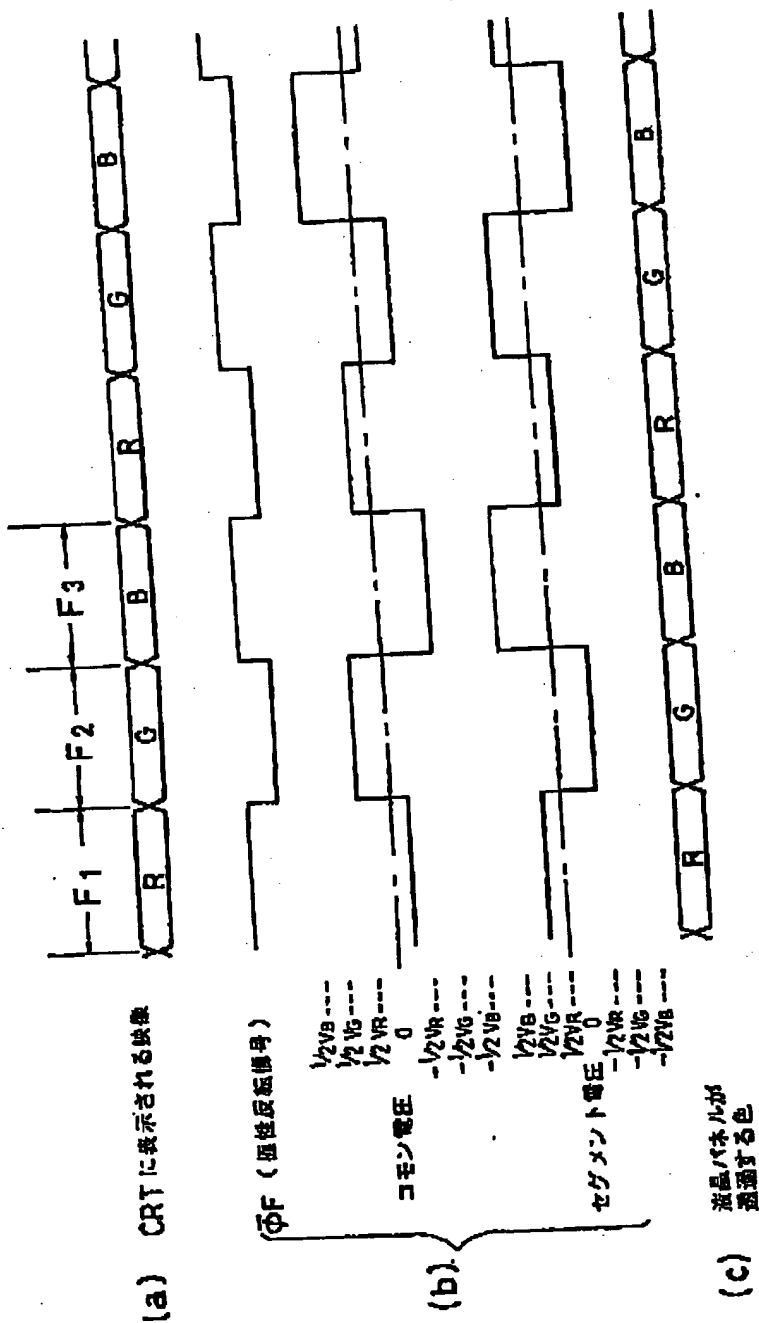 (a) CRTに表示される映像
F1 F2 F3
R G B R G B
ΦF (極性反転信号)
(b)
コモン電圧
1/2VB
1/2VG
1/2VR
0
-1/2VR
-1/2VG
-1/2VB
セグメント電圧
1/2VB
1/2VG
1/2VR
0
-1/2VR
-1/2VG
-1/2VB
(c) 液晶パネルが
透過する色
R G B R G B